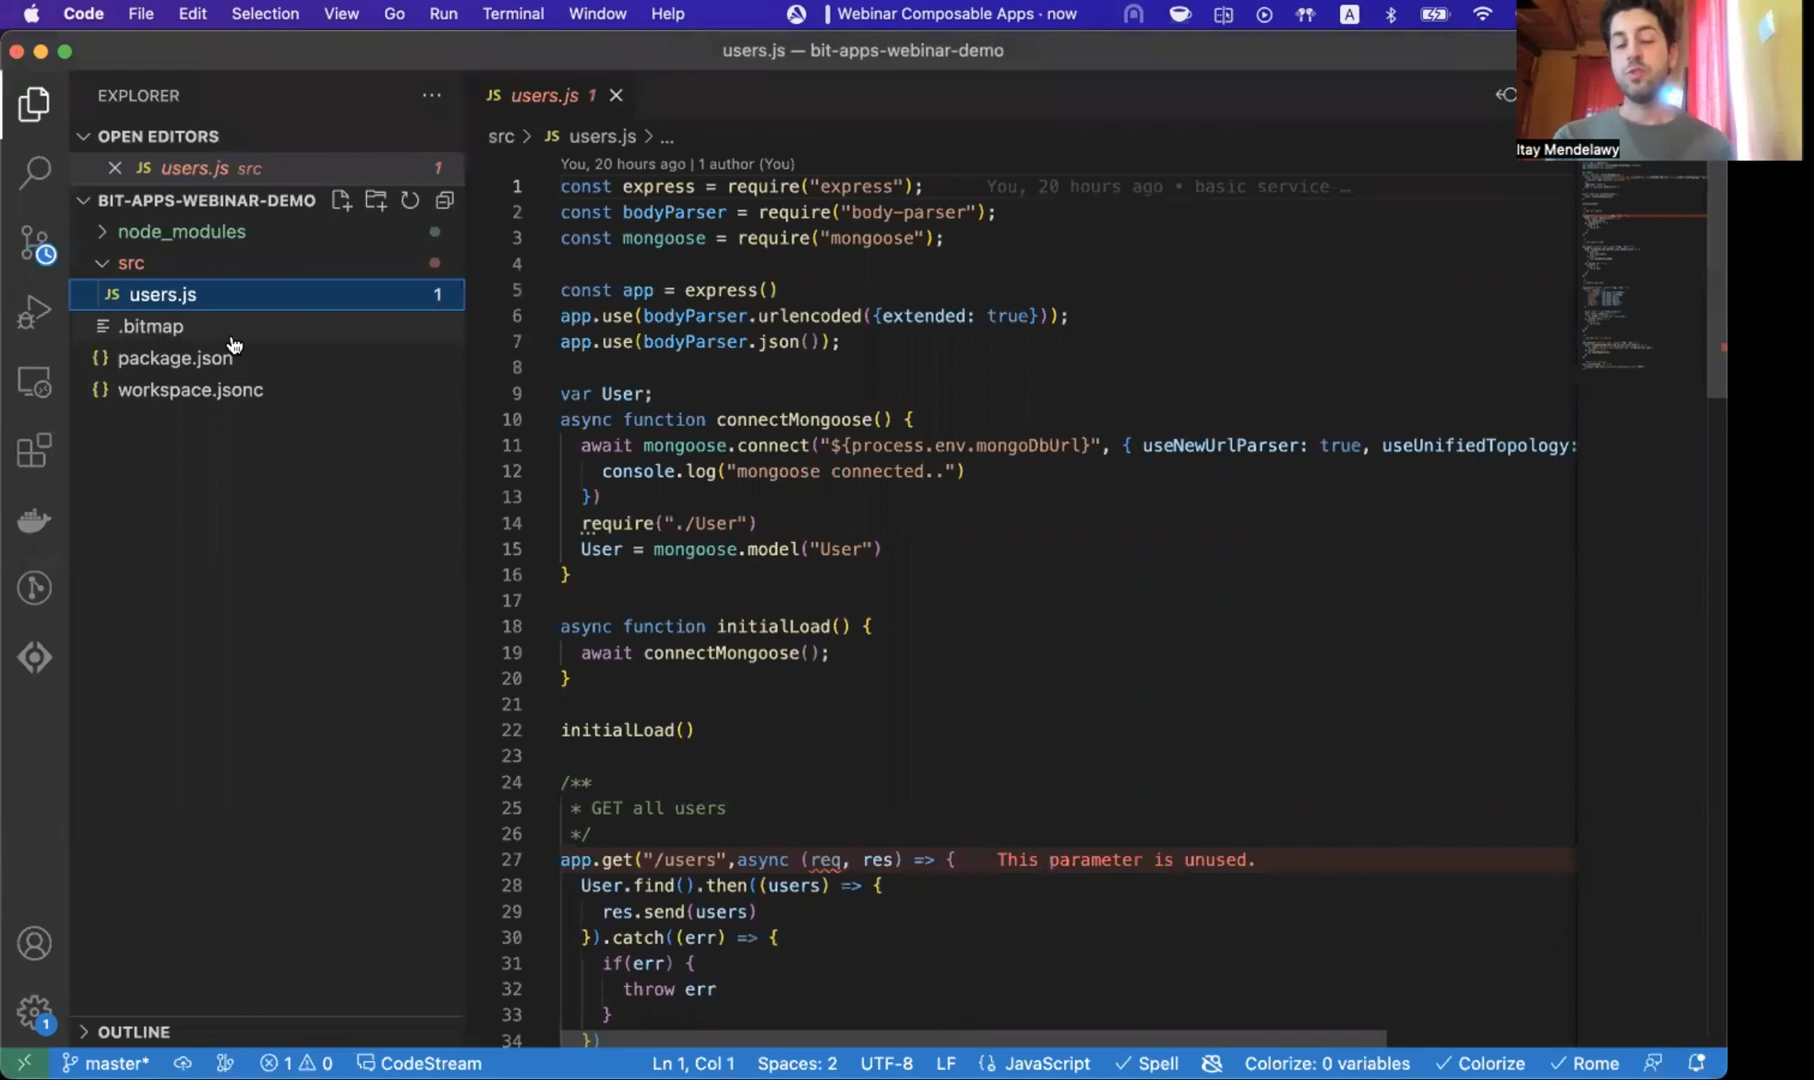 Code File Edit Selection View Go Run Terminal Window Help Webinar Composable Apps · now A
users.js — bit-apps-webinar-demo
Itay Mendelawy
EXPLORER ...
OPEN EDITORS
JS users.js src 1
BIT-APPS-WEBINAR-DEMO
node_modules
src
JS users.js 1
.bitmap
{} package.json
{} workspace.jsonc
OUTLINE
1
JS users.js 1
src > JS users.js > ...
You, 20 hours ago | 1 author (You)
1 const express = require("express"); You, 20 hours ago • basic service …
2 const bodyParser = require("body-parser");
3 const mongoose = require("mongoose");
4
5 const app = express()
6 app.use(bodyParser.urlencoded({extended: true}));
7 app.use(bodyParser.json());
8
9 var User;
10 async function connectMongoose() {
11 await mongoose.connect("${process.env.mongoDbUrl}", { useNewUrlParser: true, useUnifiedTopology:
12 console.log("mongoose connected..")
13 })
14 require("./User")
15 User = mongoose.model("User")
16 }
17
18 async function initialLoad() {
19 await connectMongoose();
20 }
21
22 initialLoad()
23
24 /**
25 * GET all users
26 */
27 app.get("/users",async (req, res) => { This parameter is unused.
28 User.find().then((users) => {
29 res.send(users)
30 }).catch((err) => {
31 if(err) {
32 throw err
33 }
34 })
master* 1 0 CodeStream Ln 1, Col 1 Spaces: 2 UTF-8 LF {} JavaScript Spell Colorize: 0 variables Colorize Rome